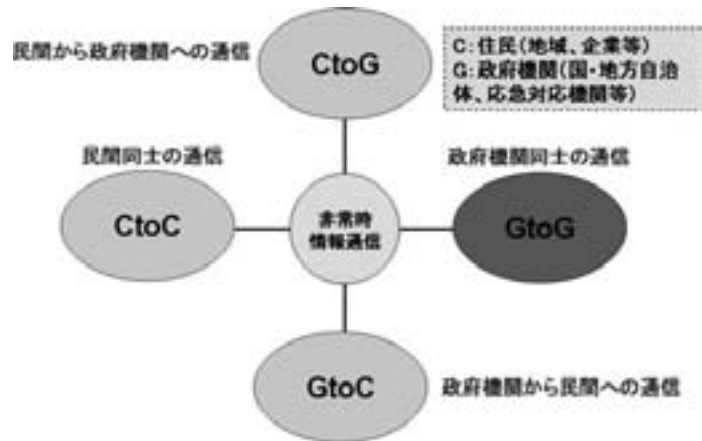 民間から政府機関への通信
CtoG
C:住民(地域、企業等)
G:政府機関(国・地方自治
体、応急対応機関等)
民間同士の通信
政府機関同士の通信
CtoC
非常時
情報通信
GtoG
GtoC
政府機関から民間への通信